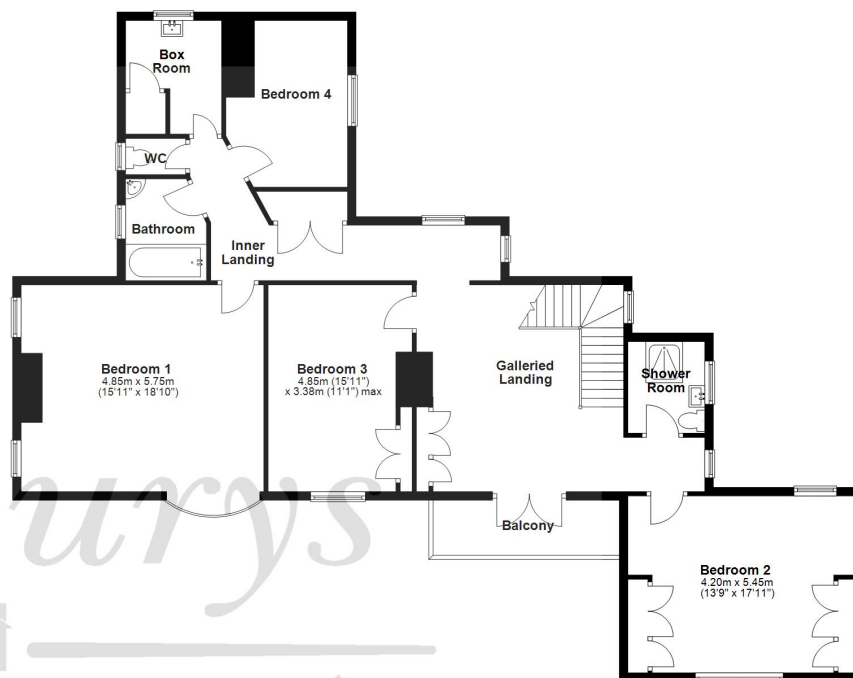 Box
Room
Bedroom 4
WC
Bathroom
Inner
Landing
Bedroom 1
4.85m x 5.75m
(15'11" x 18'10")
Bedroom 3
4.85m (15'11")
x 3.38m (11'1") max
Galleried
Landing
Shower
Room
Balcony
Bedroom 2
4.20m x 5.45m
(13'9" x 17'11")
urys